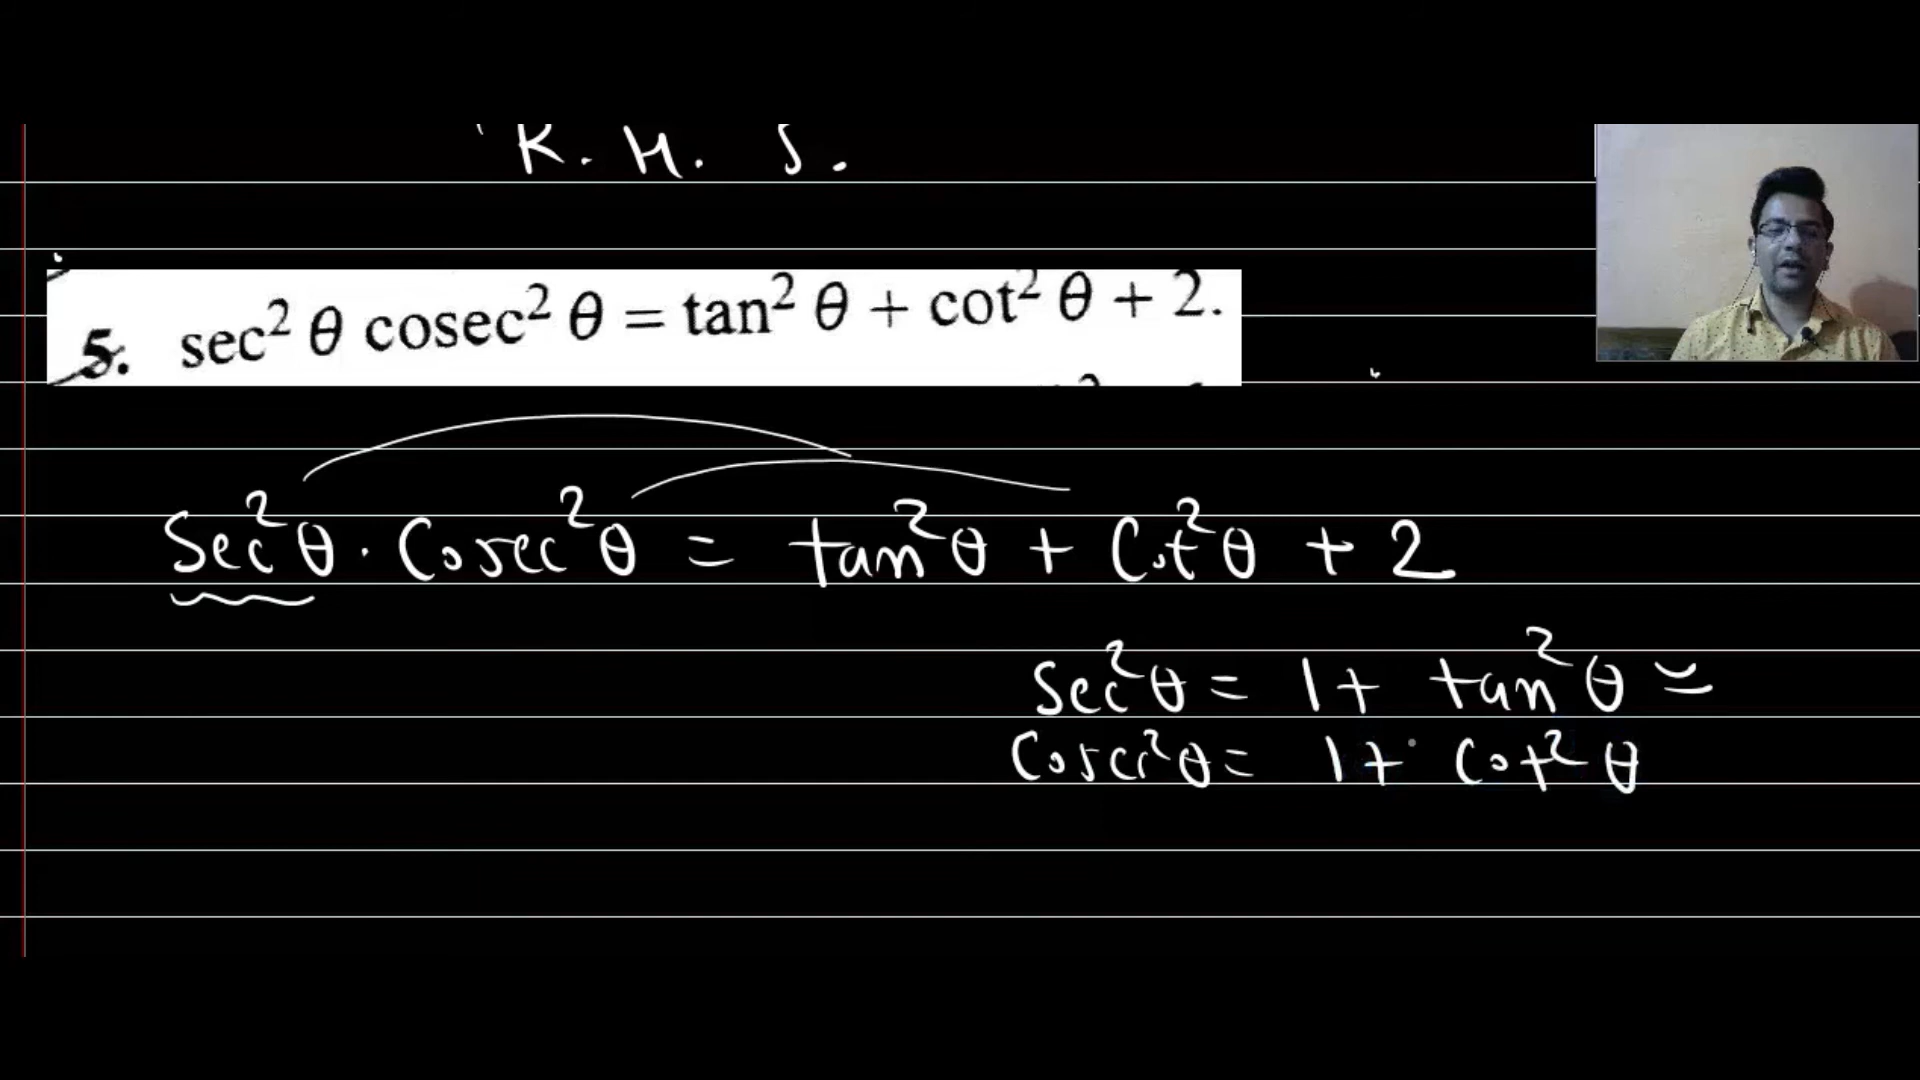 R. H. S.
5. sec² θ cosec² θ = tan² θ + cot² θ + 2.
Sec²θ . Cosec²θ = tan²θ + Cot²θ + 2
Sec²θ = 1 + tan²θ =
Cosec²θ = 1 + Cot²θ